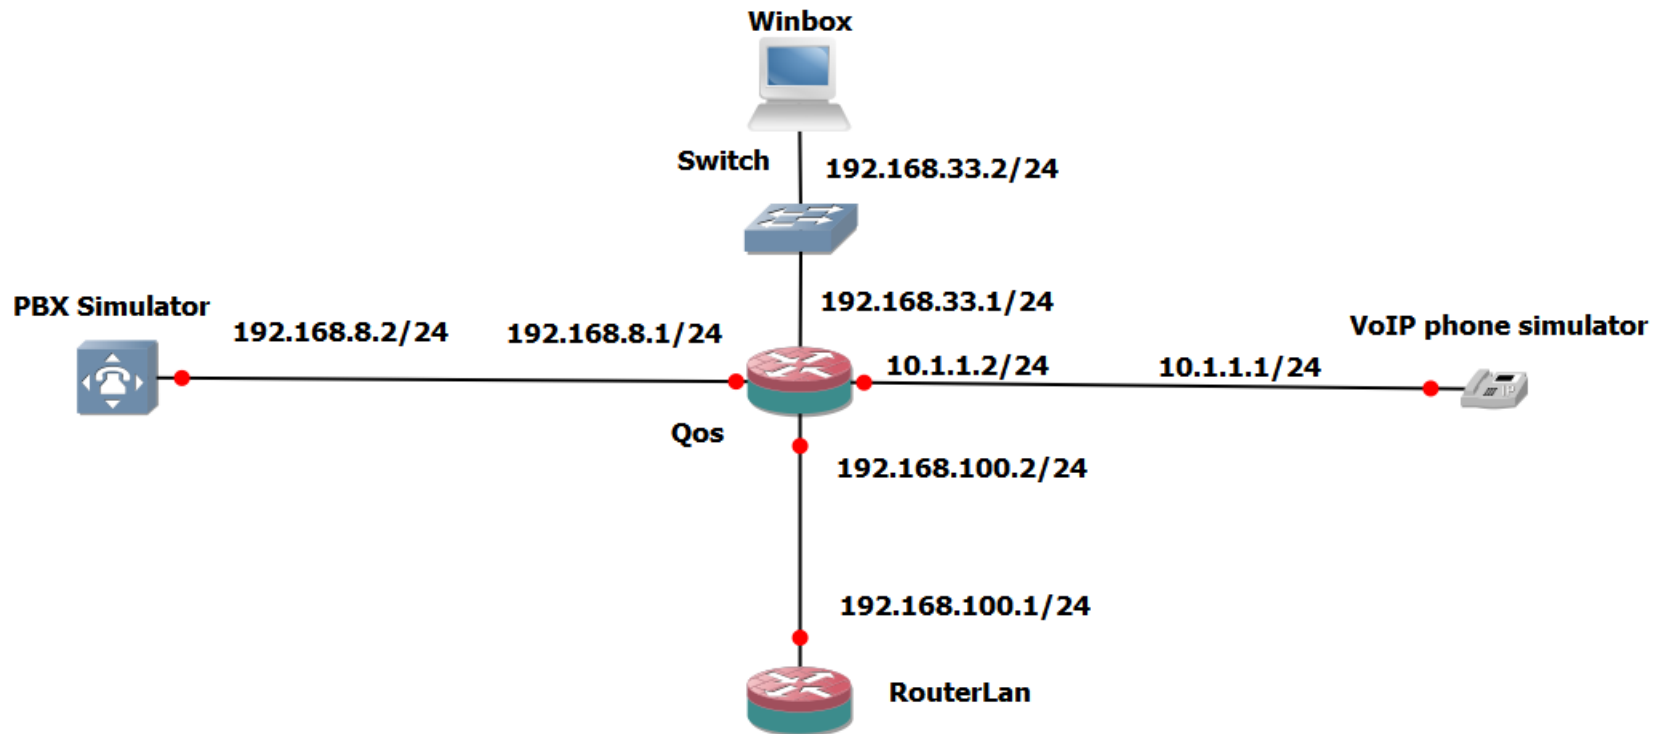 Winbox
Switch
192.168.33.2/24
192.168.33.1/24
PBX Simulator
192.168.8.2/24
192.168.8.1/24
VoIP phone simulator
10.1.1.2/24
10.1.1.1/24
Qos
192.168.100.2/24
192.168.100.1/24
RouterLan